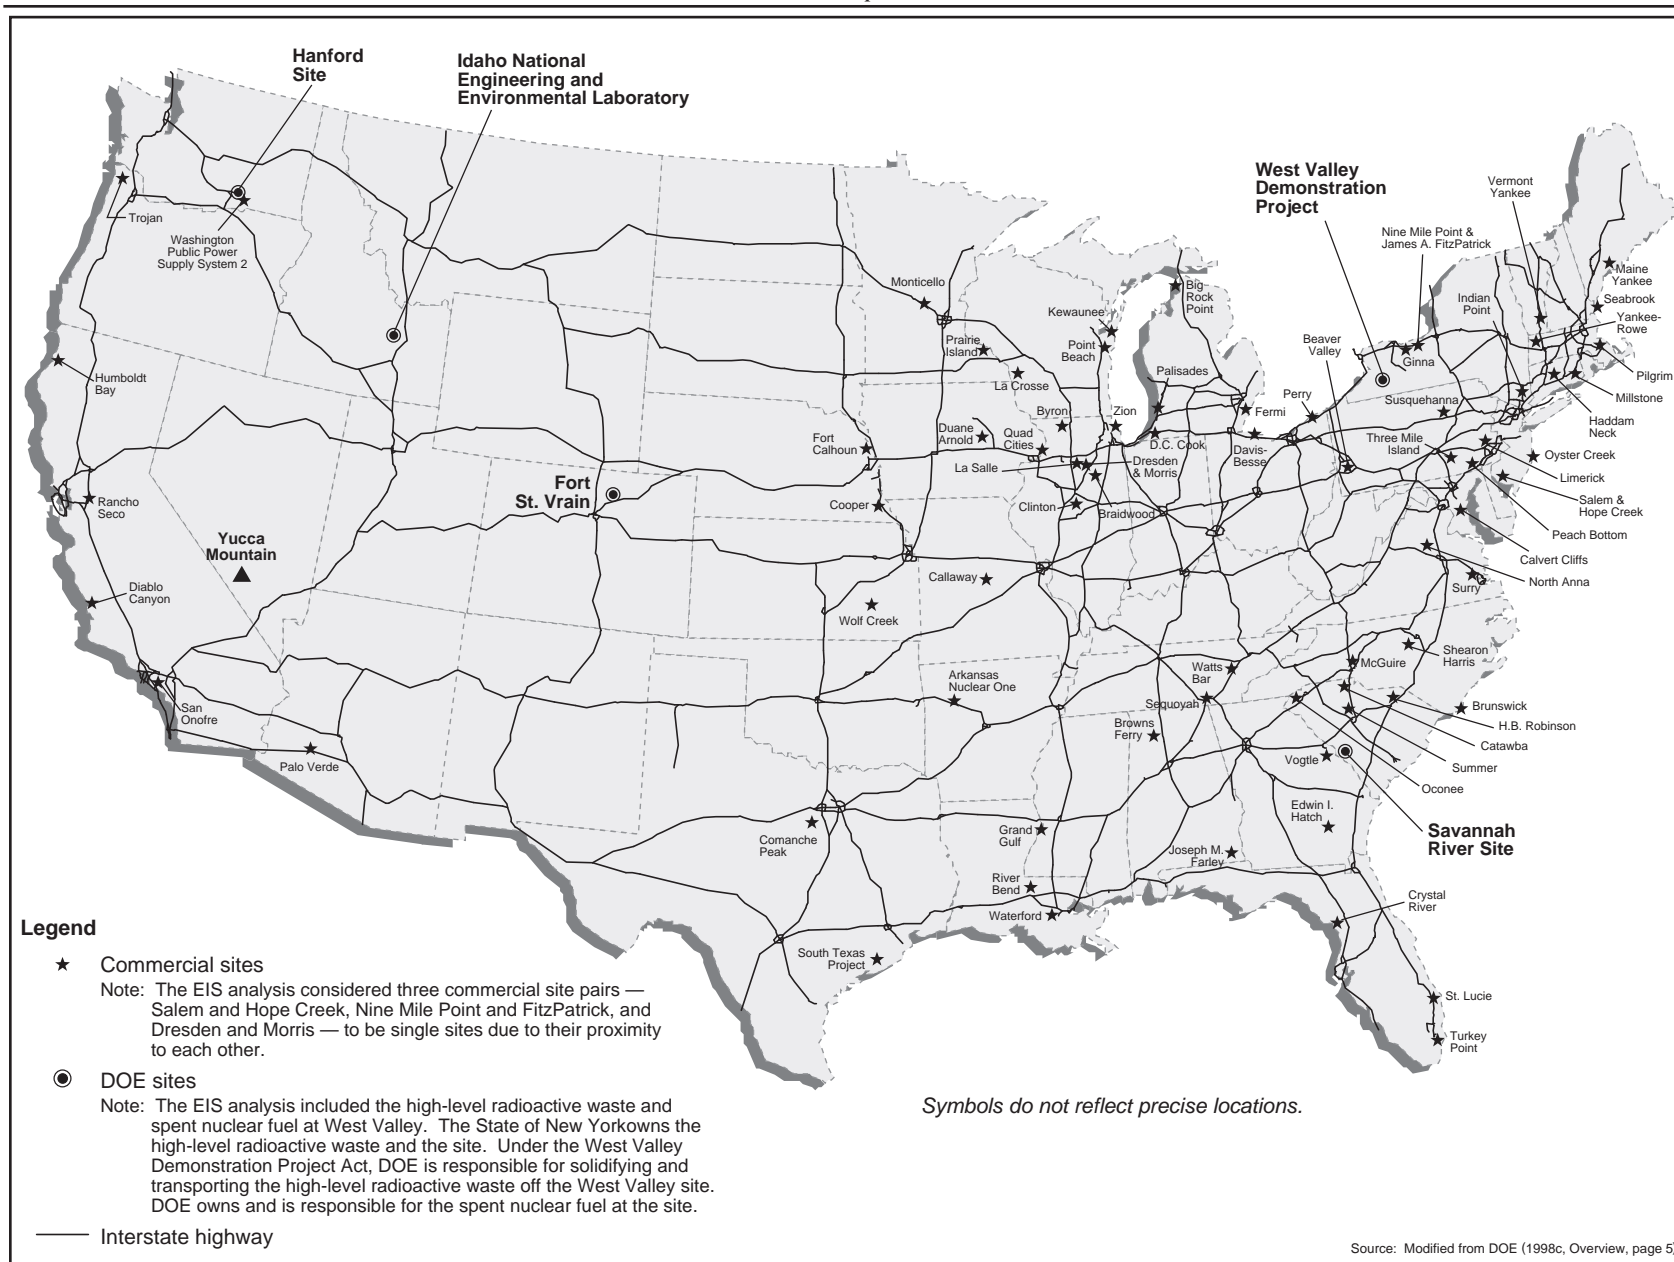 Hanford
Site
Idaho National
Engineering and
Environmental Laboratory
West Valley
Demonstration
Project
Vermont
Yankee
Nine Mile Point &
James A. FitzPatrick
Trojan
Washington
Public Power
Supply System 2
Monticello
Big
Rock
Point
Kewaunee
Point
Beach
Prairie
Island
La Crosse
Palisades
Beaver
Valley
Ginna
Indian
Point
Maine
Yankee
Seabrook
Yankee-
Rowe
Pilgrim
Millstone
Haddam
Neck
Humboldt
Bay
Byron
Zion
Fermi
Perry
Susquehanna
Fort
Calhoun
Duane
Arnold
Quad
Cities
D.C. Cook
Davis-
Besse
Three Mile
Island
Oyster Creek
Limerick
La Salle
Dresden
& Morris
Salem &
Hope Creek
Fort
St. Vrain
Rancho
Seco
Cooper
Clinton
Braidwood
Peach Bottom
Yucca
Mountain
Calvert Cliffs
North Anna
Callaway
Surry
Diablo
Canyon
Wolf Creek
Shearon
Harris
McGuire
Watts
Bar
Arkansas
Nuclear One
Sequoyah
San
Onofre
Brunswick
H.B. Robinson
Browns
Ferry
Catawba
Vogtle
Summer
Palo Verde
Oconee
Edwin I.
Hatch
Savannah
River Site
Comanche
Peak
Grand
Gulf
Joseph M.
Farley
River
Bend
Crystal
River
Waterford
South Texas
Project
St. Lucie
Turkey
Point
Legend
Commercial sites
Note: The EIS analysis considered three commercial site pairs —
Salem and Hope Creek, Nine Mile Point and FitzPatrick, and
Dresden and Morris — to be single sites due to their proximity
to each other.
DOE sites
Note: The EIS analysis included the high-level radioactive waste and
spent nuclear fuel at West Valley. The State of New Yorkowns the
high-level radioactive waste and the site. Under the West Valley
Demonstration Project Act, DOE is responsible for solidifying and
transporting the high-level radioactive waste off the West Valley site.
DOE owns and is responsible for the spent nuclear fuel at the site.
Interstate highway
Symbols do not reflect precise locations.
Source: Modified from DOE (1998c, Overview, page 5)